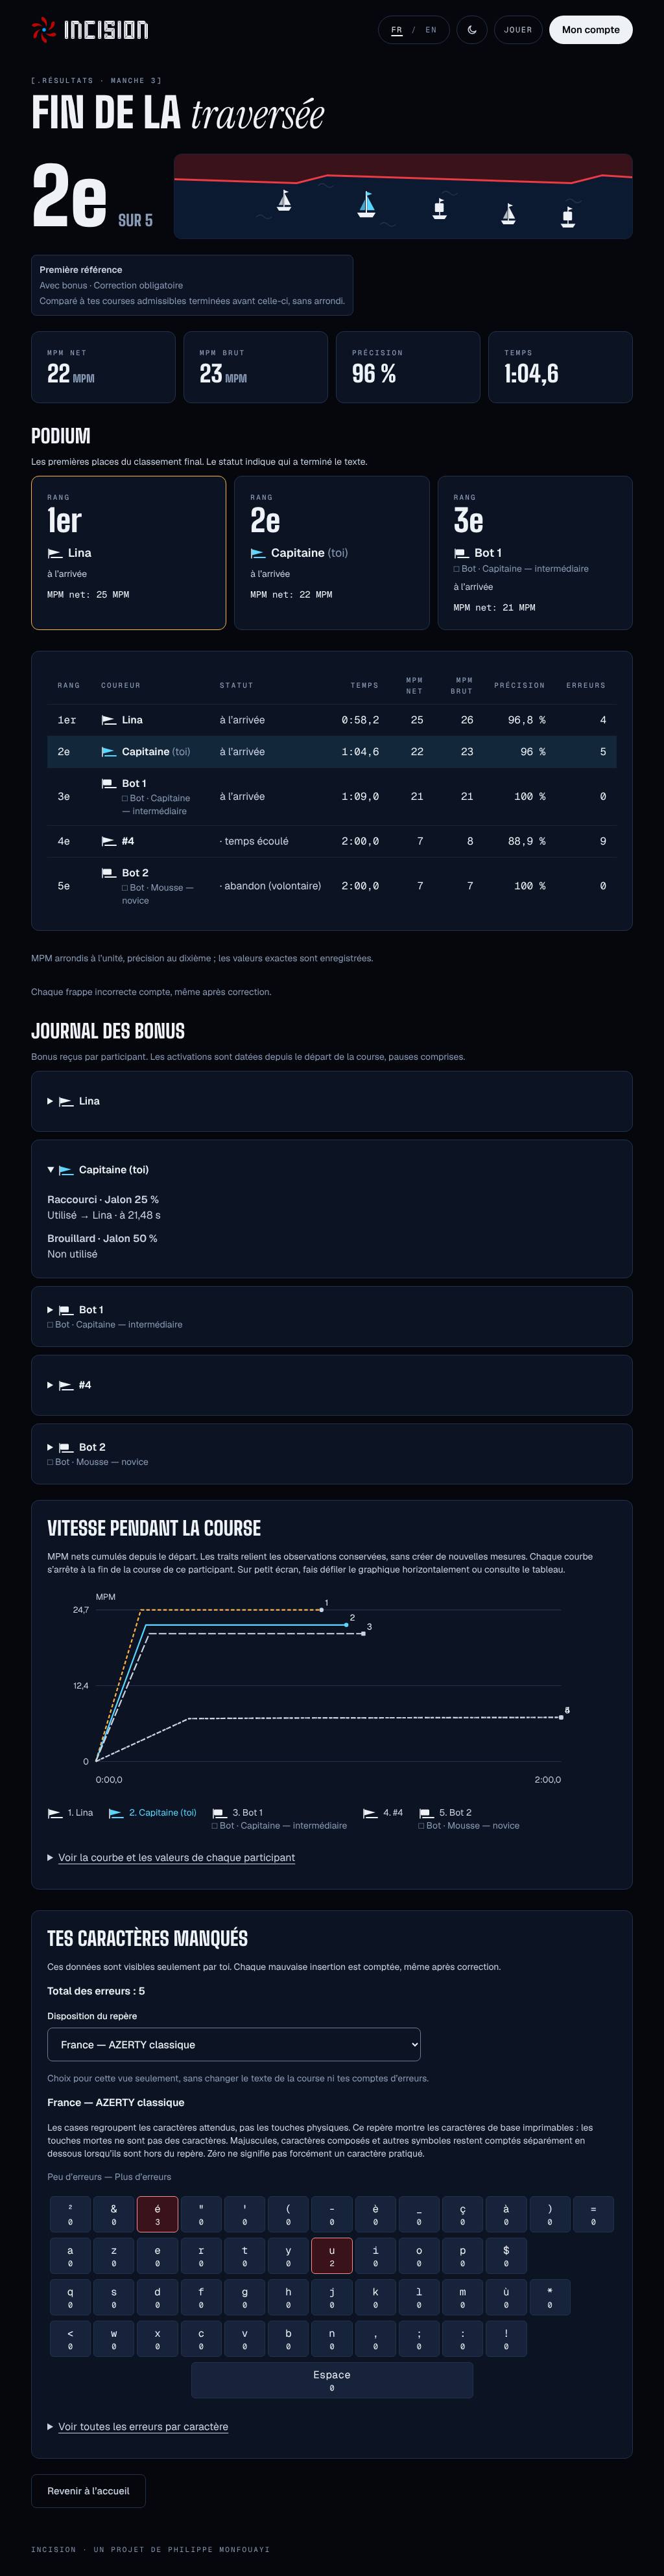 INCISION
FR / EN
JOUER
Mon compte
[.RÉSULTATS · MANCHE 3]
FIN DE LA traversée
2e SUR 5
Première référence
Avec bonus · Correction obligatoire
Comparé à tes courses admissibles terminées avant celle-ci, sans arrondi.
MPM NET
22 MPM
MPM BRUT
23 MPM
PRÉCISION
96 %
TEMPS
1:04,6
PODIUM
Les premières places du classement final. Le statut indique qui a terminé le texte.
RANG
1er
Lina
à l'arrivée
MPM net: 25 MPM
RANG
2e
Capitaine (toi)
à l'arrivée
MPM net: 22 MPM
RANG
3e
Bot 1
□ Bot · Capitaine — intermédiaire
à l'arrivée
MPM net: 21 MPM
RANG COUREUR STATUT TEMPS MPM NET MPM BRUT PRÉCISION ERREURS
1er Lina à l'arrivée 0:58,2 25 26 96,8 % 4
2e Capitaine (toi) à l'arrivée 1:04,6 22 23 96 % 5
3e Bot 1 □ Bot · Capitaine — intermédiaire à l'arrivée 1:09,0 21 21 100 % 0
4e #4 · temps écoulé 2:00,0 7 8 88,9 % 9
5e Bot 2 □ Bot · Mousse — novice · abandon (volontaire) 2:00,0 7 7 100 % 0
MPM arrondis à l'unité, précision au dixième ; les valeurs exactes sont enregistrées.
Chaque frappe incorrecte compte, même après correction.
JOURNAL DES BONUS
Bonus reçus par participant. Les activations sont datées depuis le départ de la course, pauses comprises.
▶ Lina
▼ Capitaine (toi)
Raccourci · Jalon 25 %
Utilisé → Lina · à 21,48 s
Brouillard · Jalon 50 %
Non utilisé
▶ Bot 1
□ Bot · Capitaine — intermédiaire
▶ #4
▶ Bot 2
□ Bot · Mousse — novice
VITESSE PENDANT LA COURSE
MPM nets cumulés depuis le départ. Les traits relient les observations conservées, sans créer de nouvelles mesures. Chaque courbe
s'arrête à la fin de la course de ce participant. Sur petit écran, fais défiler le graphique horizontalement ou consulte le tableau.
MPM
24,7
12,4
0
1
2
3
0:00,0 2:00,0
1. Lina 2. Capitaine (toi) 3. Bot 1 4. #4 5. Bot 2
□ Bot · Capitaine — intermédiaire □ Bot · Mousse — novice
▶ Voir la courbe et les valeurs de chaque participant
TES CARACTÈRES MANQUÉS
Ces données sont visibles seulement par toi. Chaque mauvaise insertion est comptée, même après correction.
Total des erreurs : 5
Disposition du repère
France — AZERTY classique
Choix pour cette vue seulement, sans changer le texte de la course ni tes comptes d'erreurs.
France — AZERTY classique
Les cases regroupent les caractères attendus, pas les touches physiques. Ce repère montre les caractères de base imprimables : les
touches mortes ne sont pas des caractères. Majuscules, caractères composés et autres symboles restent comptés séparément en
dessous lorsqu'ils sont hors du repère. Zéro ne signifie pas forcément un caractère pratiqué.
Peu d'erreurs — Plus d'erreurs
² & é " ' ( - è _ ç à ) =
0 0 3 0 0 0 0 0 0 0 0 0 0
a z e r t y u i o p $
0 0 0 0 0 0 2 0 0 0 0
q s d f g h j k l m ù *
0 0 0 0 0 0 0 0 0 0 0 0
< w x c v b n , ; : !
0 0 0 0 0 0 0 0 0 0 0
Espace
0
▶ Voir toutes les erreurs par caractère
Revenir à l'accueil
INCISION · UN PROJET DE PHILIPPE MONFOUAYI